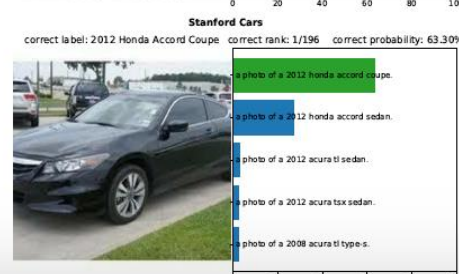 0 20 40 60 80 10
Stanford Cars
correct label: 2012 Honda Accord Coupe correct rank: 1/196 correct probability: 63.30%
a photo of a 2012 honda accord coupe.
a photo of a 2012 honda accord sedan.
a photo of a 2012 acura tl sedan.
a photo of a 2012 acura tsx sedan.
a photo of a 2008 acura tl type-s.